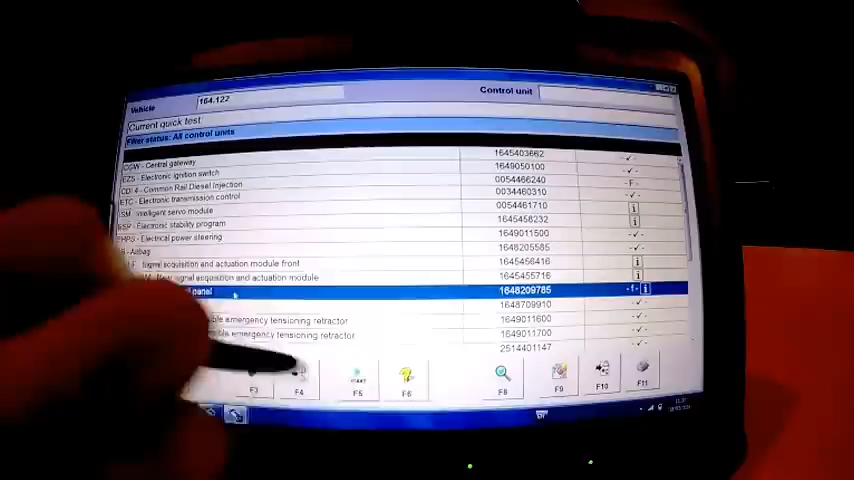 Vehicle 164.122 Control unit
Current quick test:
Filter status: All control units
CGW - Central gateway 1645403662 - ✓ -
EZS - Electronic ignition switch 1649050100 - ✓ -
CDI 4 - Common Rail Diesel Injection 0054466240 - F -
ETC - Electronic transmission control 0034460310 - ✓ -
ISM - Intelligent servo module 0054461710 i
ESP - Electronic stability program 1645458232 i
EHPS - Electrical power steering 1649011500 - ✓ -
- Airbag 1648205585 - ✓ -
signal acquisition and actuation module front 1645456416 i
signal acquisition and actuation module 1645455716 i
panel 1648209785 - f - i
1648709910 - ✓ -
emergency tensioning retractor 1649011600 - ✓ -
emergency tensioning retractor 1649011700 - ✓ -
2514401147 - ✓ -
START
F3 F4 F5 F6 F8 F9 F10 F11